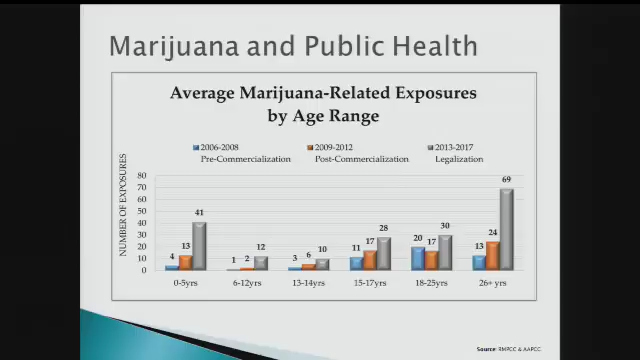 Marijuana and Public Health
Average Marijuana-Related Exposures
by Age Range
2006-2008 2009-2012 2013-2017
Pre-Commercialization Post-Commercialization Legalization
NUMBER OF EXPOSURES
80
70
60
50
40
30
20
10
0
4 13 41
1 2 12
3 6 10
11 17 28
20 17 30
13 24 69
0-5yrs 6-12yrs 13-14yrs 15-17yrs 18-25yrs 26+ yrs
Source: RMPCC & AAPCC